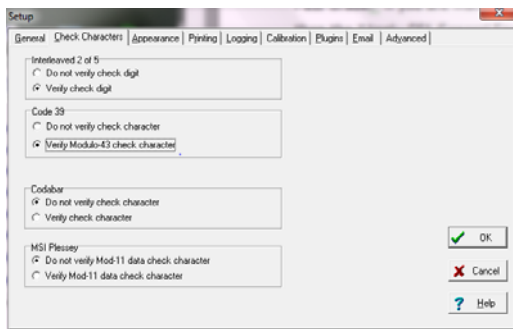 Setup
General Check Characters Appearance Printing Logging Calibration Plugins Email Advanced
Interleaved 2 of 5
Do not verify check digit
Verify check digit
Code 39
Do not verify check character
Verify Modulo-43 check character
Codabar
Do not verify check character
Verify check character
MSI Plessey
Do not verify Mod-11 data check character
Verify Mod-11 data check character
OK
Cancel
Help